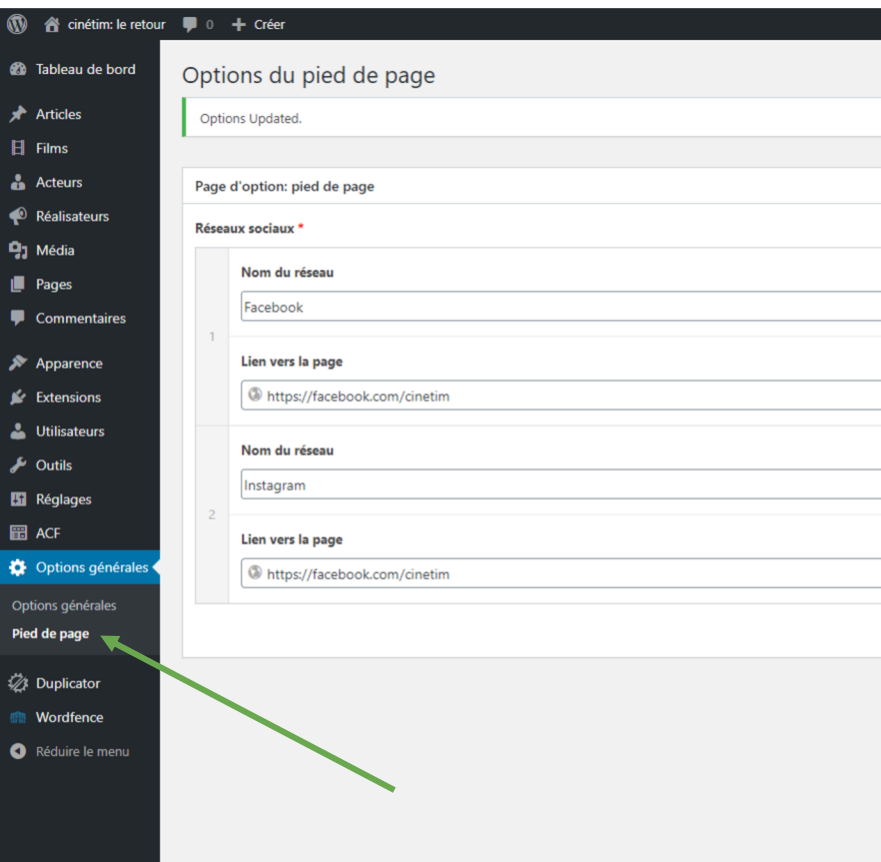 cinétim: le retour 0 Créer
Tableau de bord
Articles
Films
Acteurs
Réalisateurs
Média
Pages
Commentaires
Apparence
Extensions
Utilisateurs
Outils
Réglages
ACF
Options générales
Options générales
Pied de page
Duplicator
Wordfence
Réduire le menu
Options du pied de page
Options Updated.
Page d'option: pied de page
Réseaux sociaux *
1
Nom du réseau
Facebook
Lien vers la page
https://facebook.com/cinetim
2
Nom du réseau
Instagram
Lien vers la page
https://facebook.com/cinetim